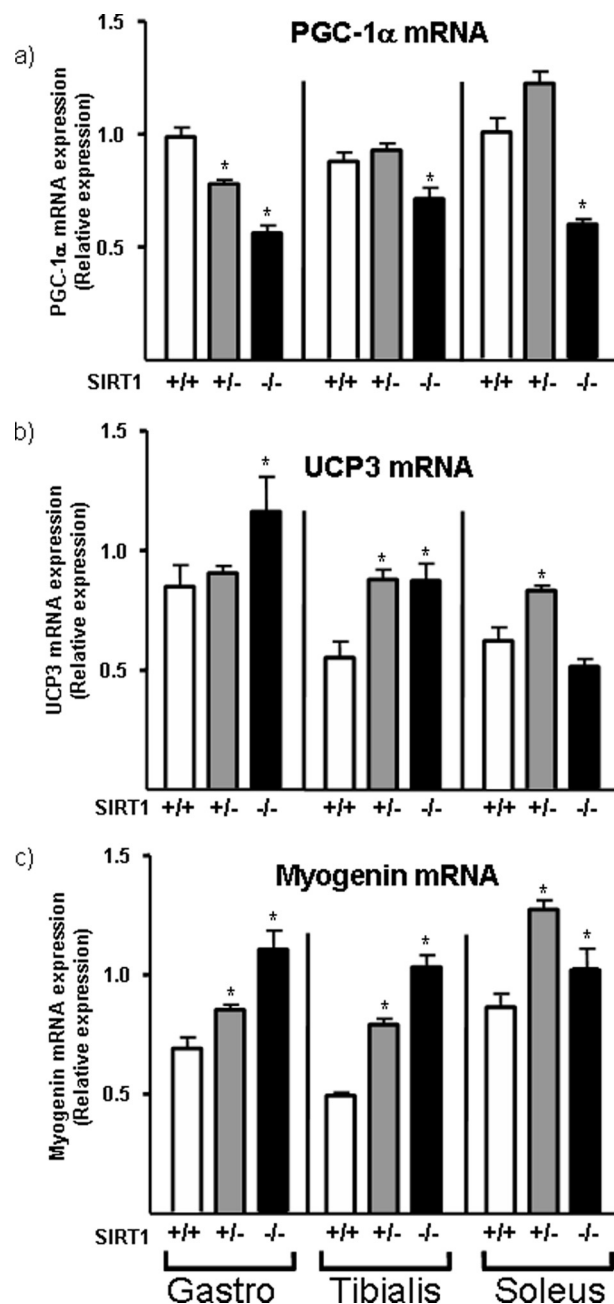 a)
PGC-1α mRNA
PGC-1α mRNA expression
(Relative expression)
1.5
1.0
0.5
* * * *
SIRT1 +/+ +/- -/- +/+ +/- -/- +/+ +/- -/-
b)
UCP3 mRNA
UCP3 mRNA expression
(Relative expression)
1.5
1.0
0.5
* * * *
SIRT1 +/+ +/- -/- +/+ +/- -/- +/+ +/- -/-
c)
Myogenin mRNA
Myogenin mRNA expression
(Relative expression)
1.5
1.0
0.5
* * * * * *
SIRT1 +/+ +/- -/- +/+ +/- -/- +/+ +/- -/-
Gastro Tibialis Soleus